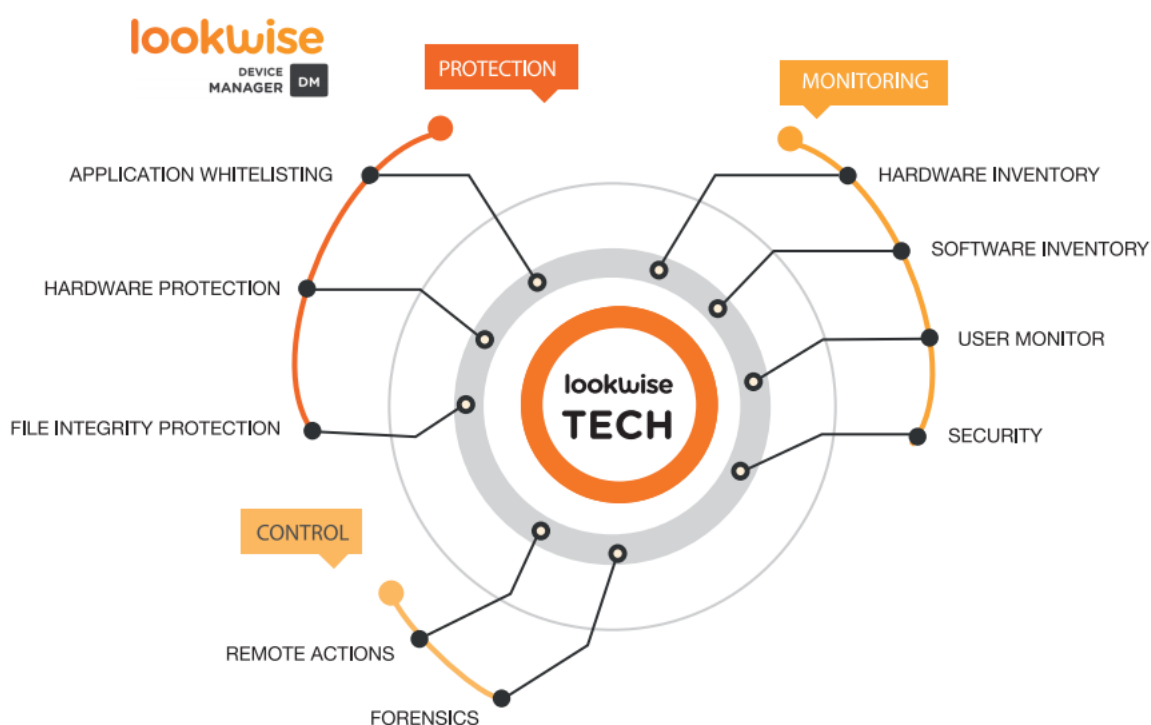 lookwise
DEVICE
MANAGER DM
PROTECTION
APPLICATION WHITELISTING
HARDWARE PROTECTION
FILE INTEGRITY PROTECTION
MONITORING
HARDWARE INVENTORY
SOFTWARE INVENTORY
USER MONITOR
SECURITY
lookwise
TECH
CONTROL
REMOTE ACTIONS
FORENSICS